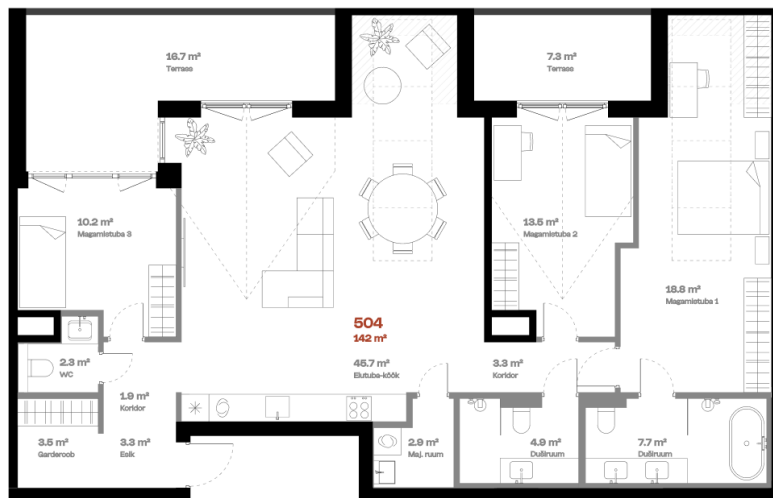 16.7 m²
Terrass
7.3 m²
Terrass
10.2 m²
Magamistuba 3
13.5 m²
Magamistuba 2
18.8 m²
Magamistuba 1
504
142 m²
45.7 m²
Elutuba-köök
3.3 m²
Koridor
2.3 m²
WC
1.9 m²
Koridor
3.5 m²
Garderoob
3.3 m²
Esik
2.9 m²
Maj. ruum
4.9 m²
Duširuum
7.7 m²
Duširuum